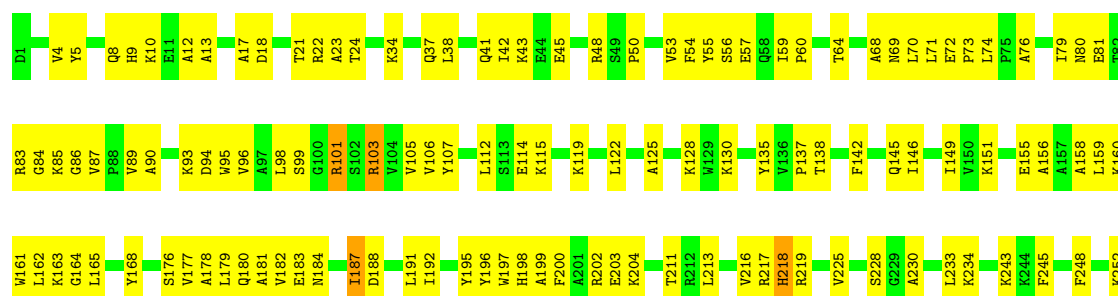 D1 V4 Y5 Q8 H9 K10 E11 A12 A13 A17 D18 T21 R22 A23 T24 K34 Q37 L38 Q41 I42 K43 E44 E45 R48 S49 P50 V53 F54 Y55 S56 E57 Q58 I59 P60 T64 A68 N69 L70 L71 E72 P73 L74 P75 A76 I79 N80 E81 T82
R83 G84 K85 G86 V87 P88 V89 A90 K93 D94 W95 V96 A97 L98 S99 G100 R101 S102 R103 V104 V105 V106 Y107 L112 S113 E114 K115 K119 L122 A125 K128 W129 K130 Y135 V136 P137 T138 F142 Q145 I146 I149 V150 K151 E155 A156 A157 A158 L159 K160
W161 L162 K163 G164 L165 Y168 S176 V177 A178 L179 Q180 A181 V182 E183 N184 I187 D188 L191 I192 Y195 Y196 W197 H198 A199 F200 A201 R202 E203 K204 T211 R212 L213 V216 R217 H218 R219 V225 S228 G229 A230 L233 K234 K243 K244 F245 F248